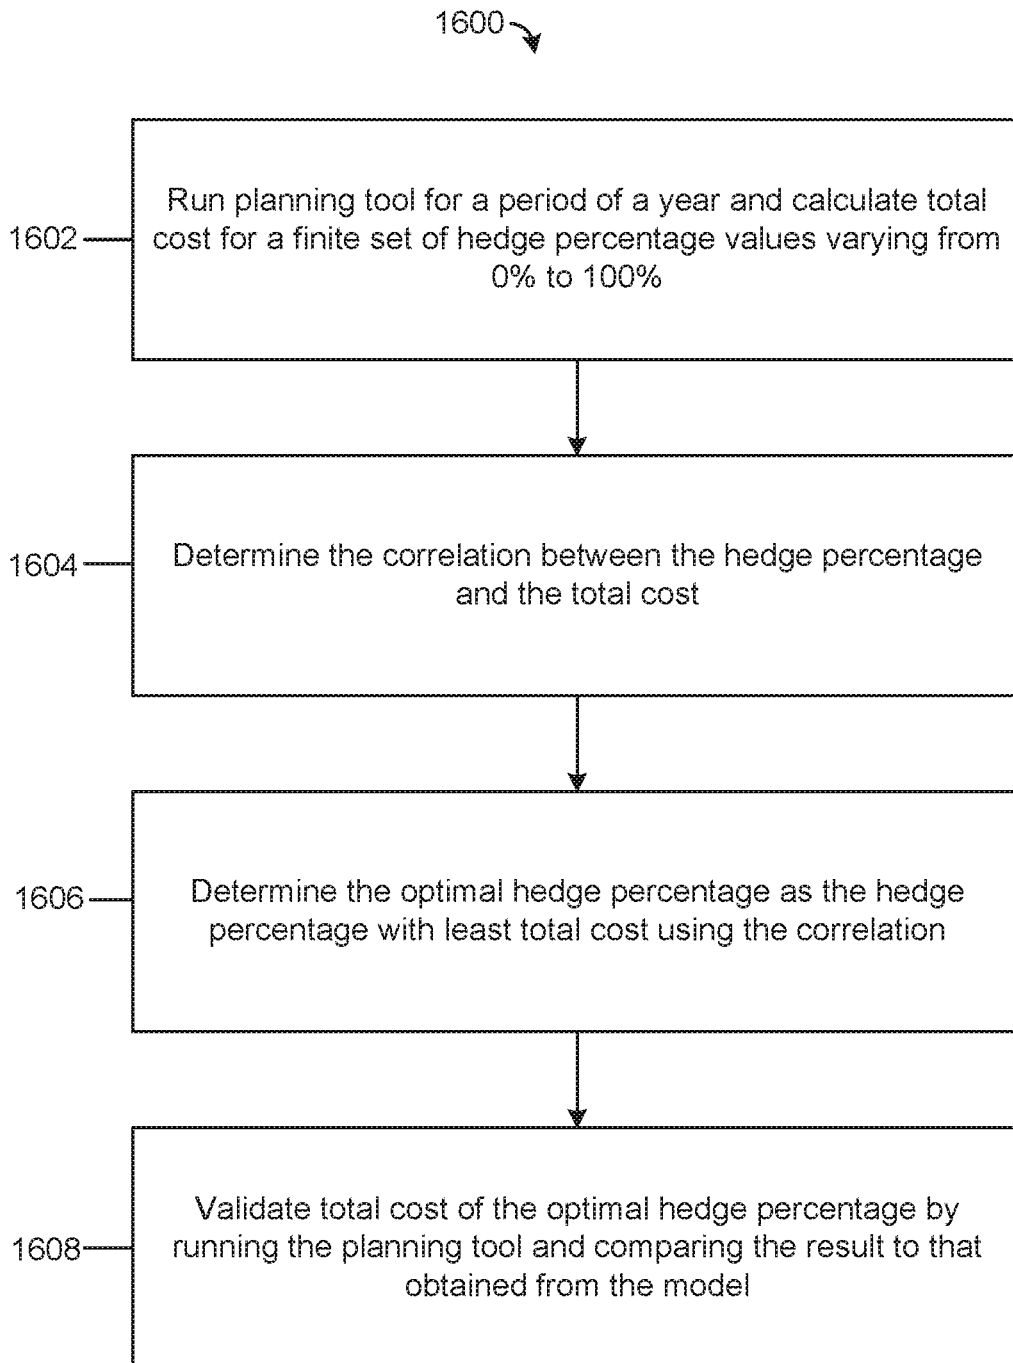 1600
1602
Run planning tool for a period of a year and calculate total
cost for a finite set of hedge percentage values varying from
0% to 100%
1604
Determine the correlation between the hedge percentage
and the total cost
1606
Determine the optimal hedge percentage as the hedge
percentage with least total cost using the correlation
1608
Validate total cost of the optimal hedge percentage by
running the planning tool and comparing the result to that
obtained from the model